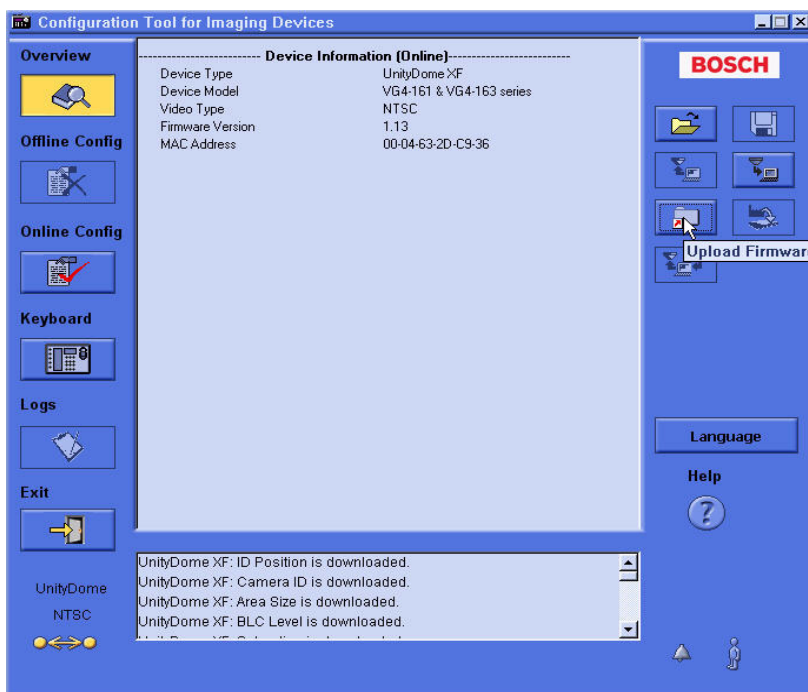 Configuration Tool for Imaging Devices
Overview
Offline Config
Online Config
Keyboard
Logs
Exit
UnityDome
NTSC
-------------------------- Device Information (Online)--------------------------
Device Type UnityDome XF
Device Model VG4-161 & VG4-163 series
Video Type NTSC
Firmware Version 1.13
MAC Address 00-04-63-2D-C9-36
UnityDome XF: ID Position is downloaded.
UnityDome XF: Camera ID is downloaded.
UnityDome XF: Area Size is downloaded.
UnityDome XF: BLC Level is downloaded.
BOSCH
Upload Firmwar
Language
Help
?